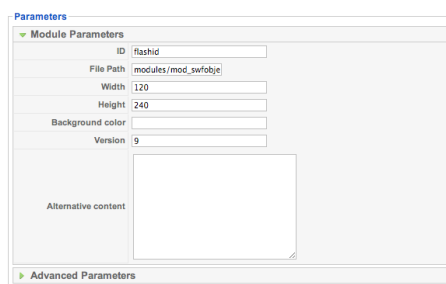 Parameters
Module Parameters
ID flashid
File Path modules/mod_swfobje
Width 120
Height 240
Background color
Version 9
Alternative content
Advanced Parameters